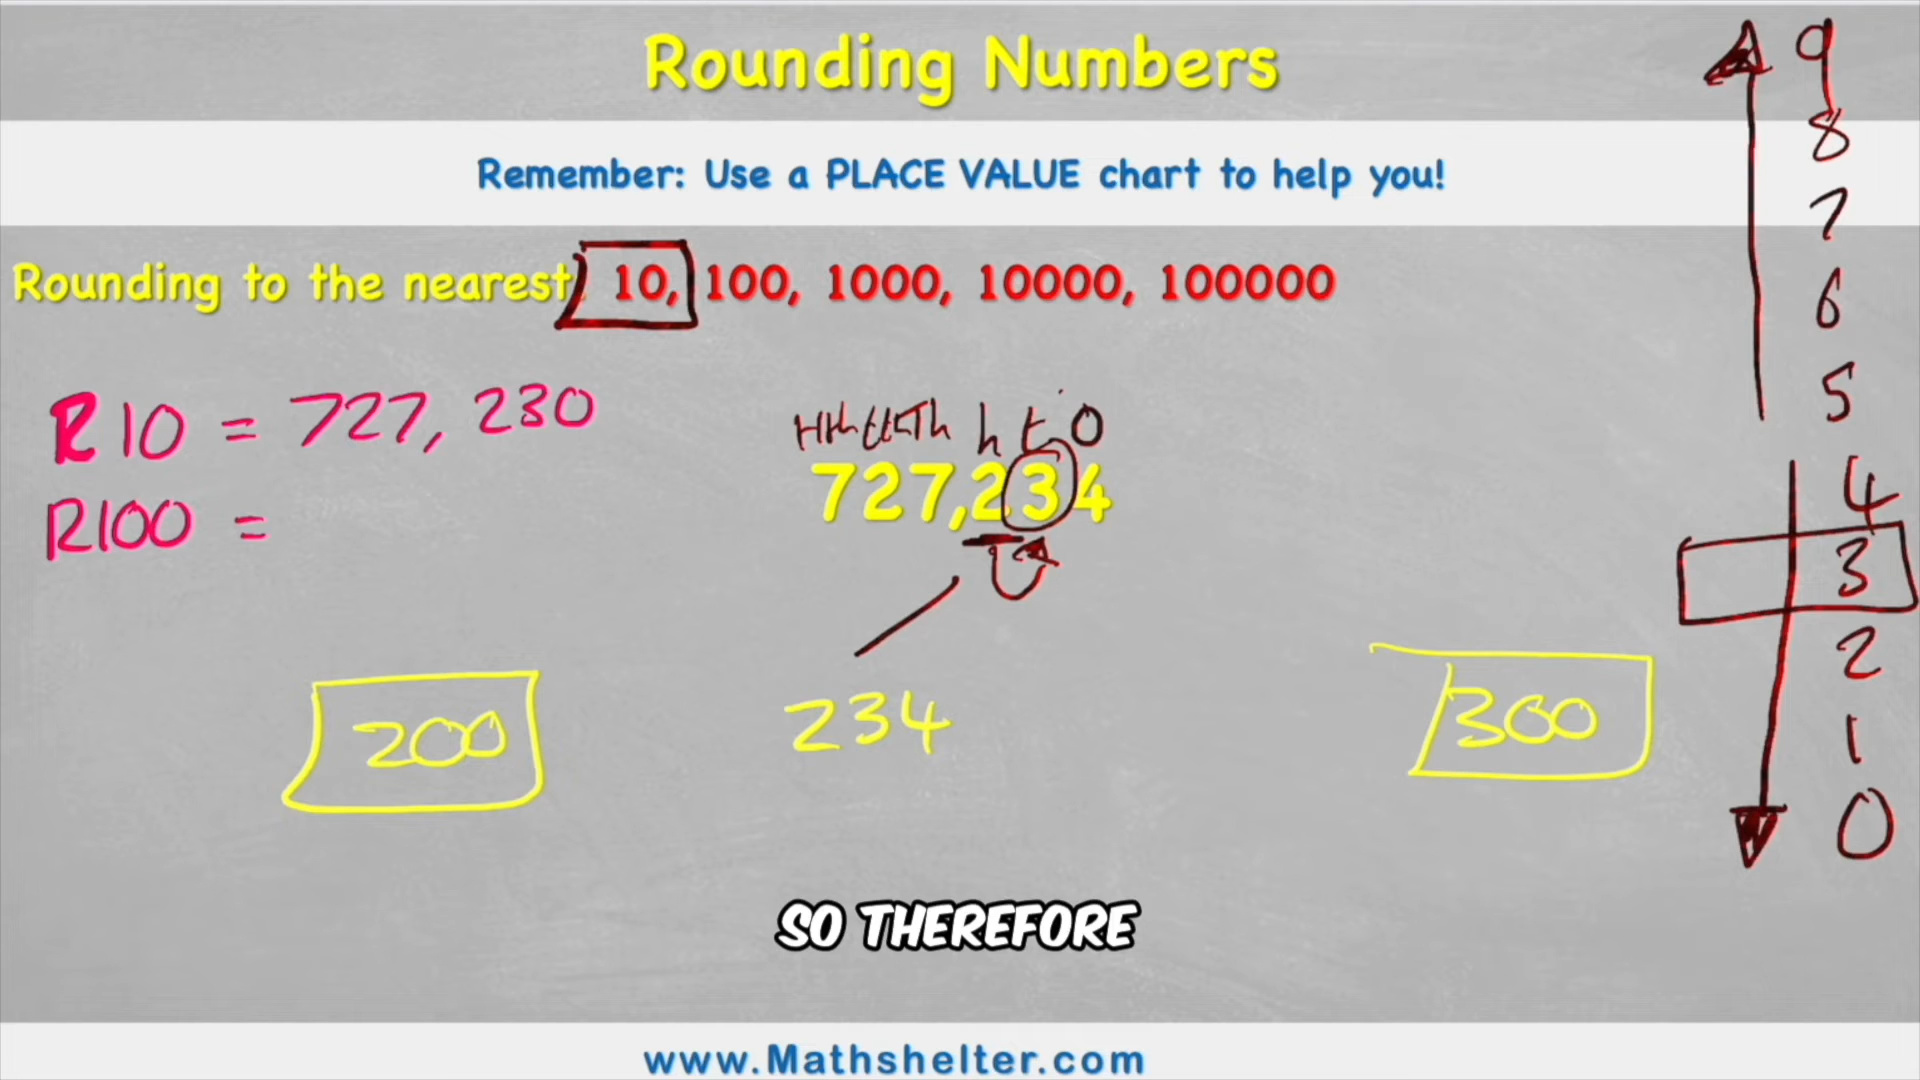 Rounding Numbers
Remember: Use a PLACE VALUE chart to help you!
Rounding to the nearest 10, 100, 1000, 10000, 100000
R10 = 727,230
R100 =
h t O
727,234
200
234
300
9
8
7
6
5
4
3
2
1
0
SO THEREFORE
www.Mathshelter.com